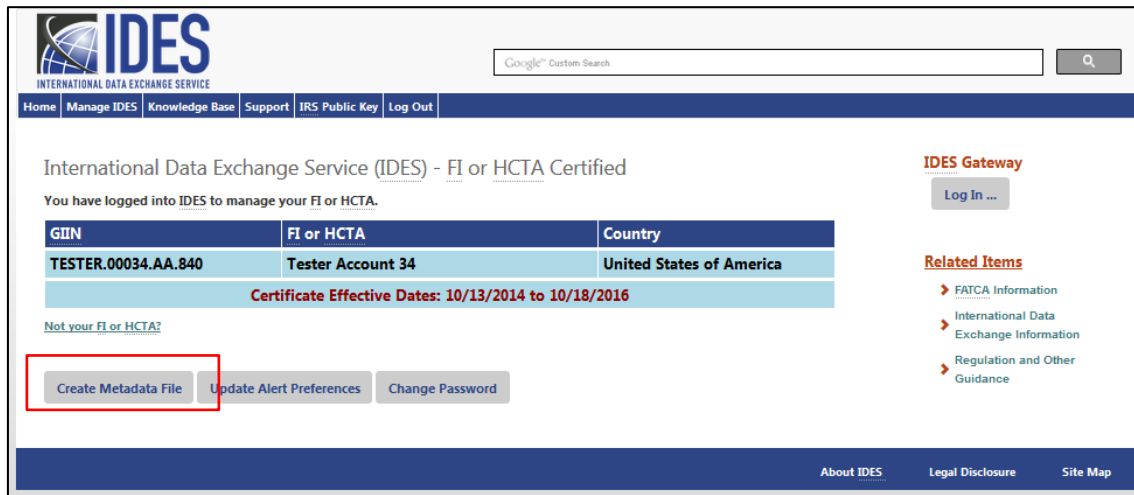 IDES
INTERNATIONAL DATA EXCHANGE SERVICE
Google™ Custom Search
Home Manage IDES Knowledge Base Support IRS Public Key Log Out
International Data Exchange Service (IDES) - FI or HCTA Certified
You have logged into IDES to manage your FI or HCTA.
GIIN FI or HCTA Country
TESTER.00034.AA.840 Tester Account 34 United States of America
Certificate Effective Dates: 10/13/2014 to 10/18/2016
Not your FI or HCTA?
Create Metadata File Update Alert Preferences Change Password
IDES Gateway
Log In ...
Related Items
FATCA Information
International Data
Exchange Information
Regulation and Other
Guidance
About IDES Legal Disclosure Site Map